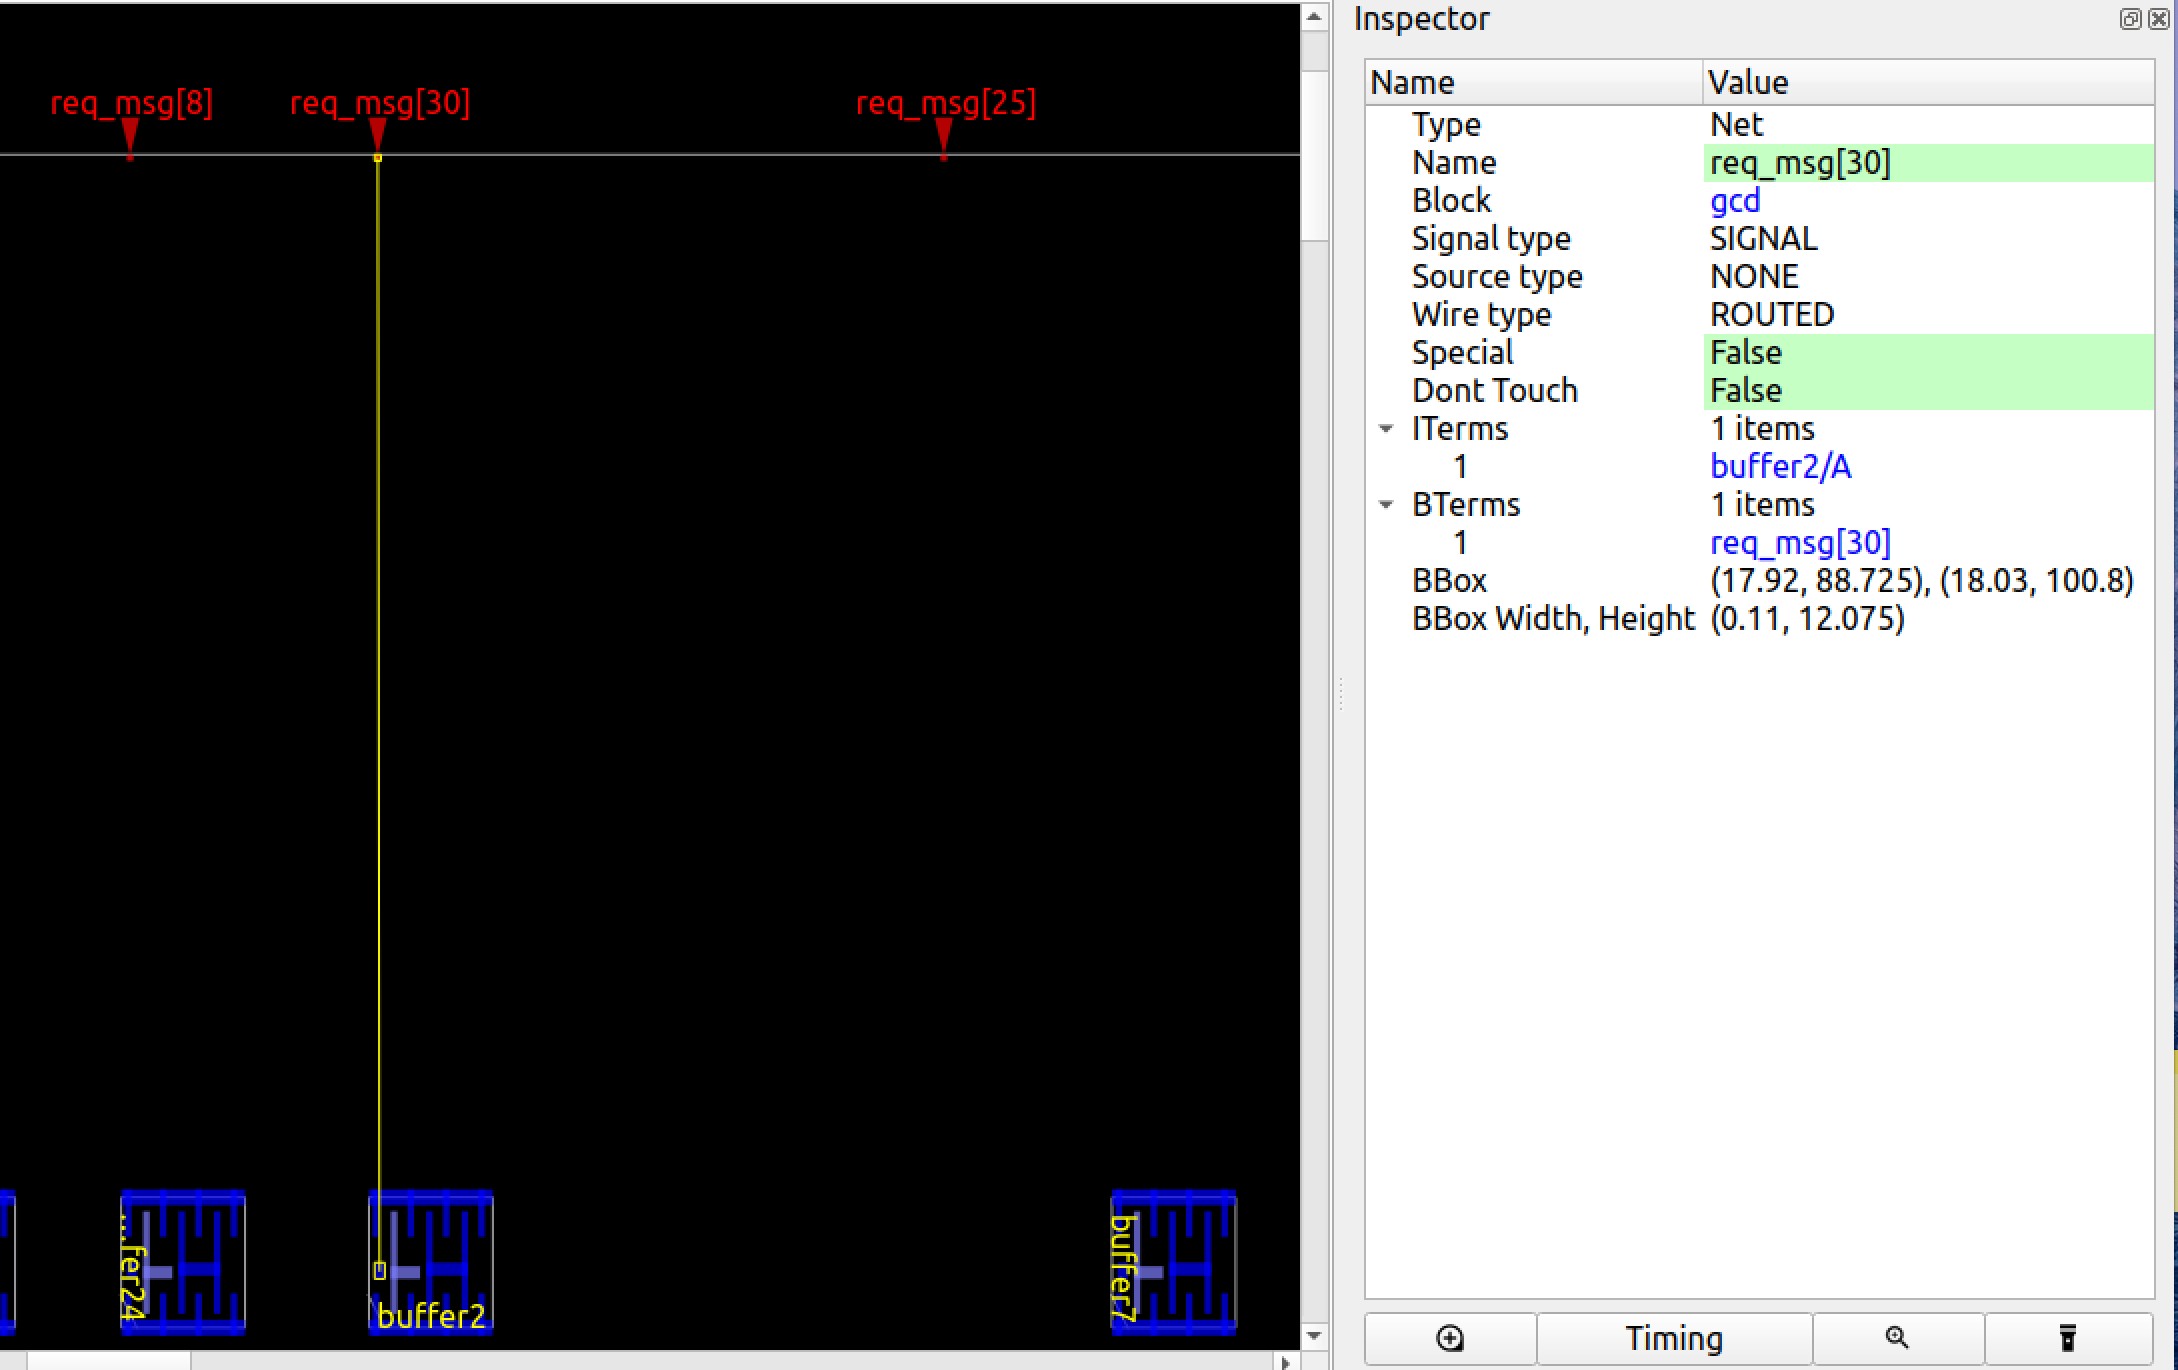 req_msg[8] req_msg[30] req_msg[25]
...fer24
buffer2
buffer7
Inspector
Name Value
Type Net
Name req_msg[30]
Block gcd
Signal type SIGNAL
Source type NONE
Wire type ROUTED
Special False
Dont Touch False
ITerms 1 items
1 buffer2/A
BTerms 1 items
1 req_msg[30]
BBox (17.92, 88.725), (18.03, 100.8)
BBox Width, Height (0.11, 12.075)
Timing